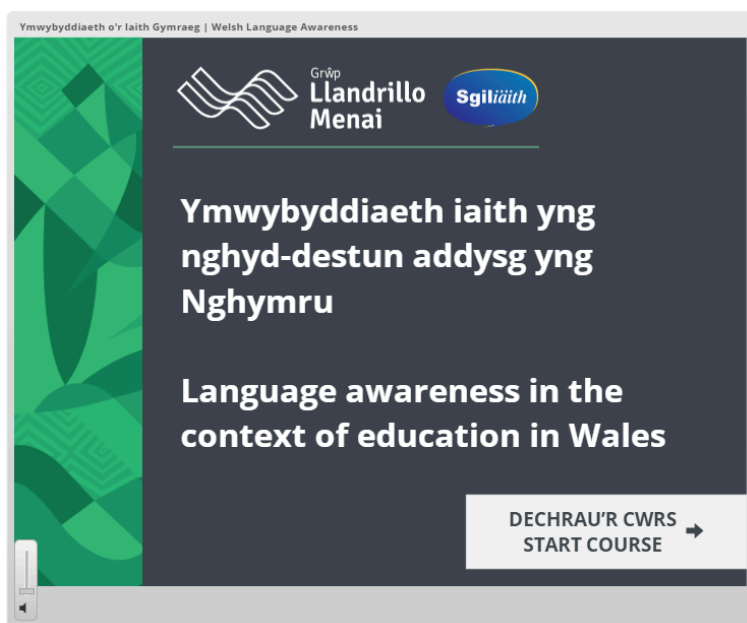 Ymwybyddiaeth o'r Iaith Gymraeg | Welsh Language Awareness
Grŵp
Llandrillo
Menai
Sgiliaith
Ymwybyddiaeth iaith yng
nghyd-destun addysg yng
Nghymru
Language awareness in the
context of education in Wales
DECHRAU'R CWRS
START COURSE